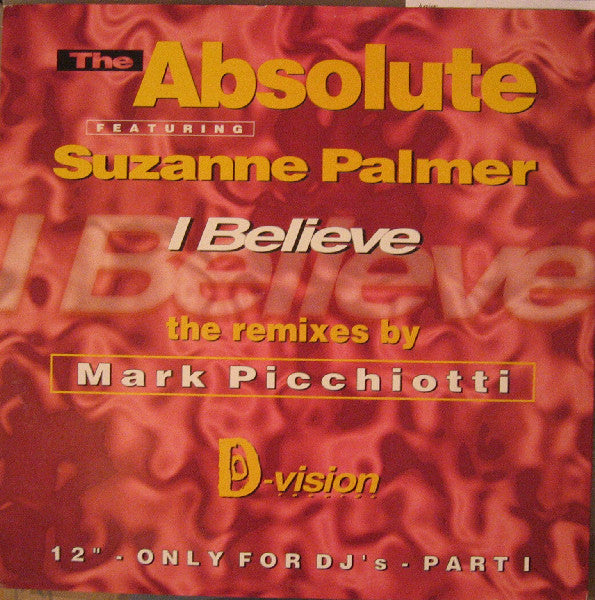 The Absolute
FEATURING
Suzanne Palmer
I Believe
I Believe
the remixes by
Mark Picchiotti
D-vision
12" - ONLY FOR DJ's - PART I